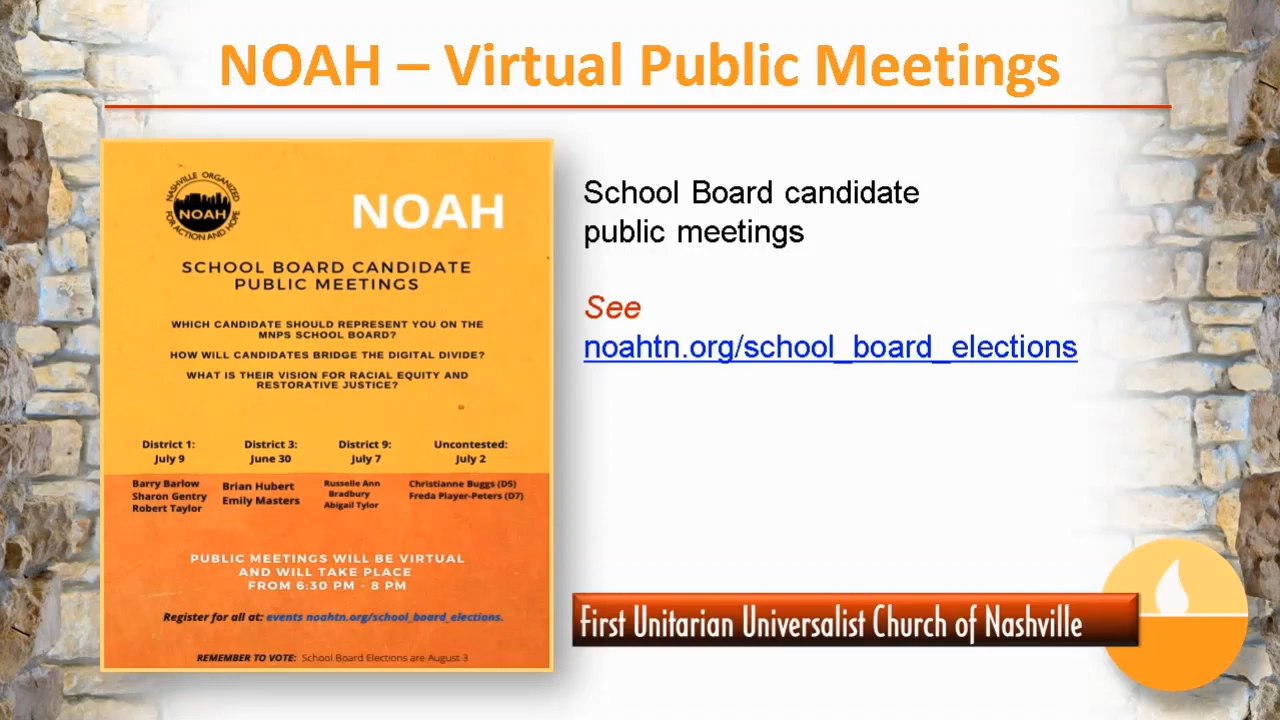 NOAH – Virtual Public Meetings
NASHVILLE ORGANIZED
NOAH
FOR ACTION AND HOPE
NOAH
SCHOOL BOARD CANDIDATE
PUBLIC MEETINGS
WHICH CANDIDATE SHOULD REPRESENT YOU ON THE
MNPS SCHOOL BOARD?
HOW WILL CANDIDATES BRIDGE THE DIGITAL DIVIDE?
WHAT IS THEIR VISION FOR RACIAL EQUITY AND
RESTORATIVE JUSTICE?
District 1:
July 9
Barry Barlow
Sharon Gentry
Robert Taylor
District 3:
June 30
Brian Hubert
Emily Masters
District 9:
July 7
Russelle Ann
Bradbury
Abigail Tylor
Uncontested:
July 2
Christianne Buggs (D5)
Freda Player-Peters (D7)
PUBLIC MEETINGS WILL BE VIRTUAL
AND WILL TAKE PLACE
FROM 6:30 PM - 8 PM
Register for all at: events noahtn.org/school_board_elections.
REMEMBER TO VOTE: School Board Elections are August 3
School Board candidate
public meetings
See
noahtn.org/school_board_elections
First Unitarian Universalist Church of Nashville